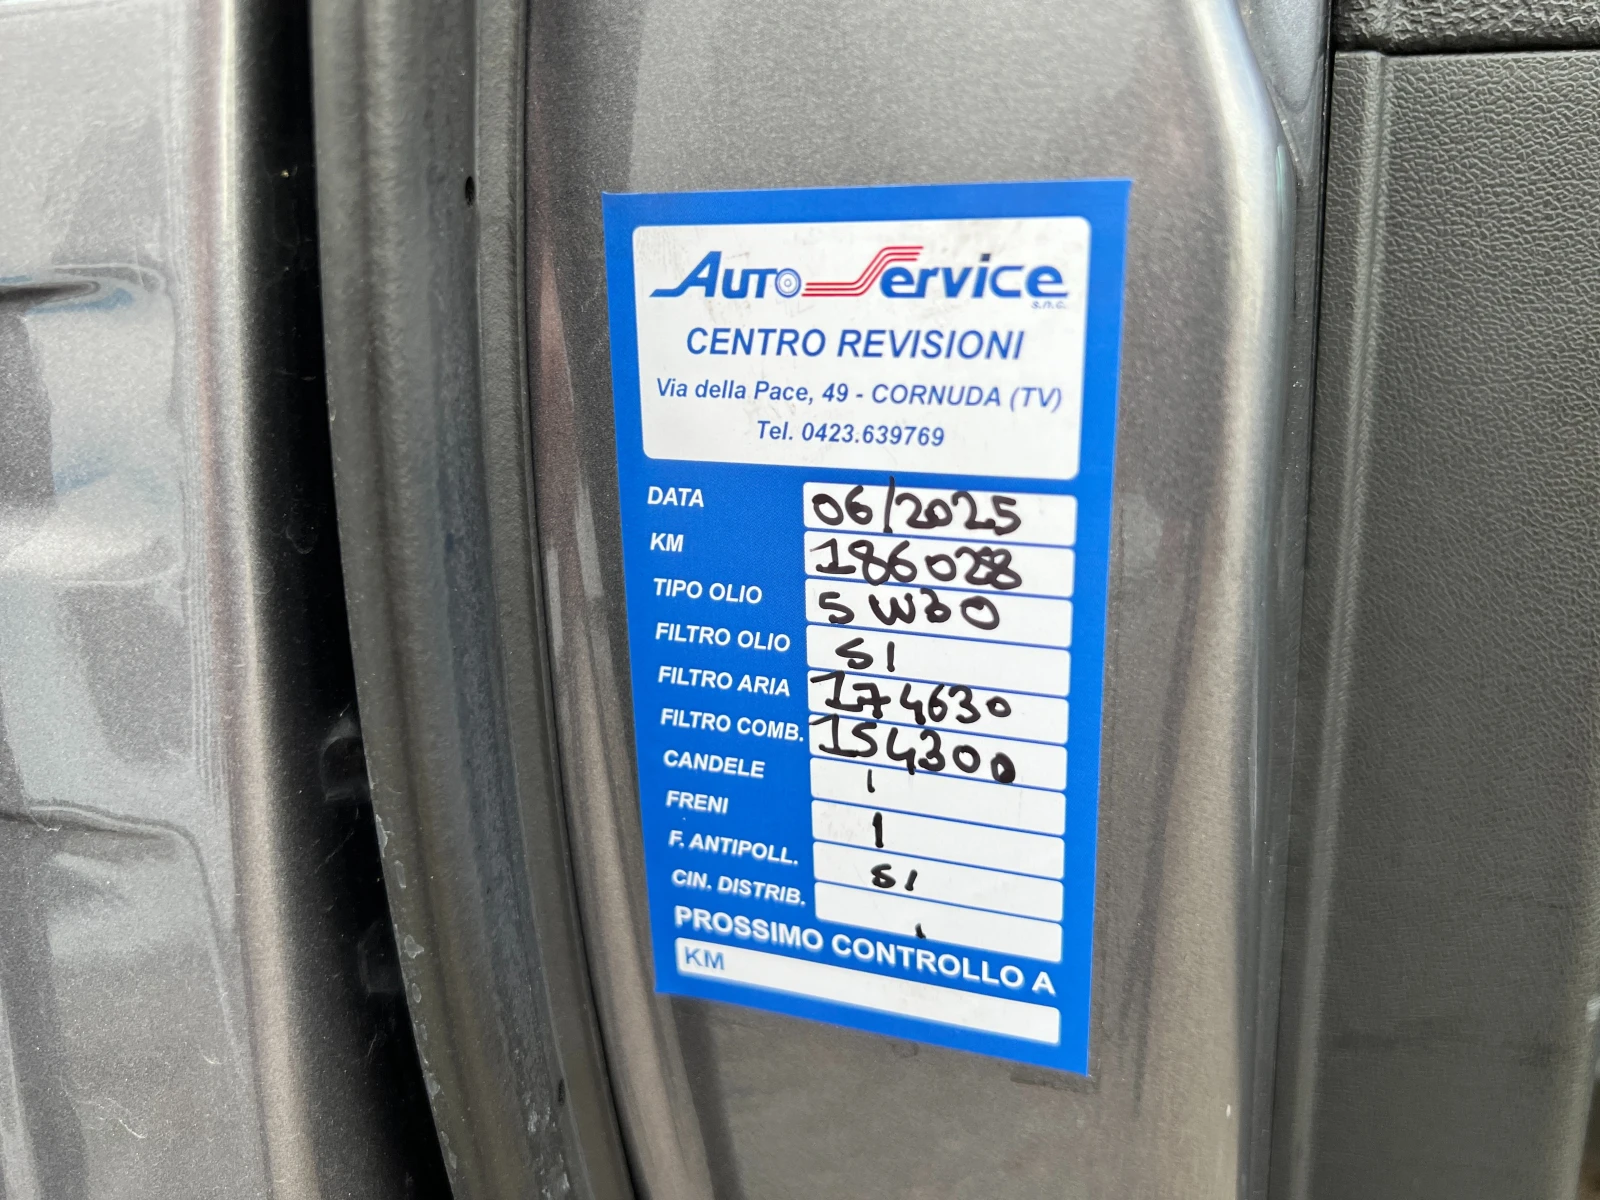 Auto Service
s.n.c.
CENTRO REVISIONI
Via della Pace, 49 - CORNUDA (TV)
Tel. 0423.639769
DATA 06/2025
KM 186028
TIPO OLIO 5W30
FILTRO OLIO SI
FILTRO ARIA 174630
FILTRO COMB. 154300
CANDELE /
FRENI /
F. ANTIPOLL. SI
CIN. DISTRIB. /
PROSSIMO CONTROLLO A
KM